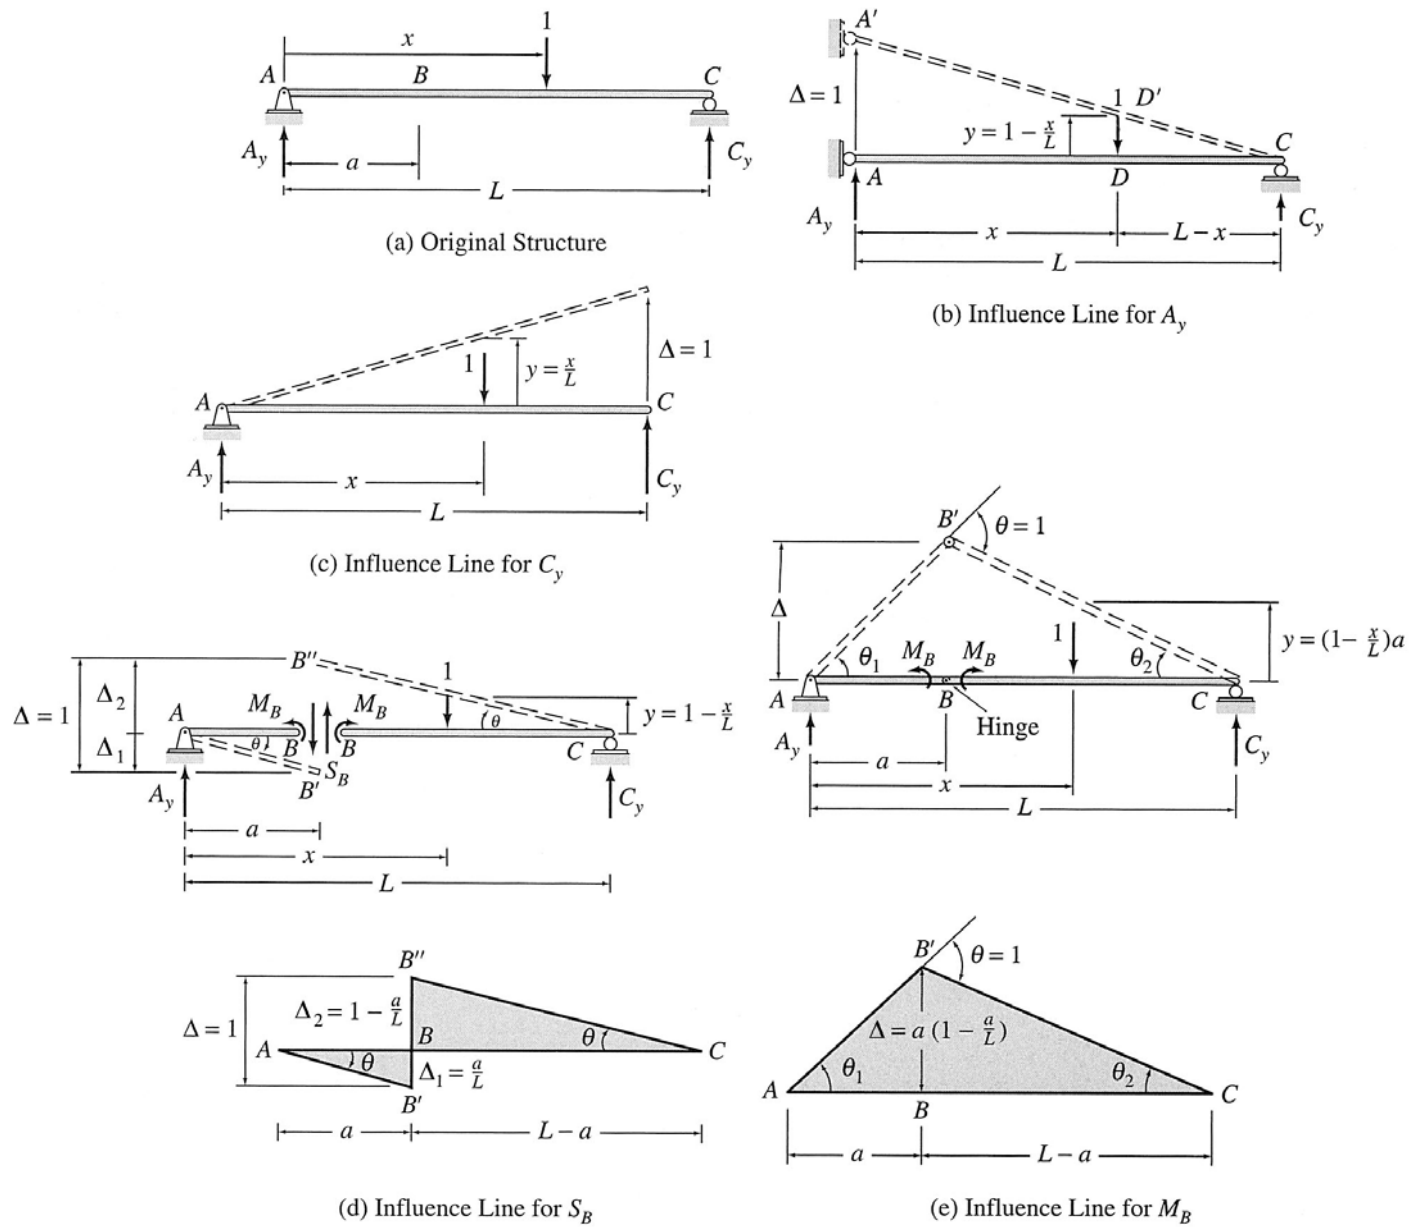 1
x
A B C
A_y a C_y
L
(a) Original Structure
A'
Δ = 1
1 D'
y = 1 − x/L
C
A D
A_y C_y
x L − x
L
(b) Influence Line for A_y
Δ = 1
1 y = x/L
A C
A_y x C_y
L
(c) Influence Line for C_y
B''
1
Δ = 1 Δ_2 M_B M_B y = 1 − x/L
A θ
Δ_1 θ B B C
B' S_B
A_y C_y
a
x
L
B''
Δ_2 = 1 − a/L
Δ = 1 B θ
A θ C
Δ_1 = a/L
B'
a L − a
(d) Influence Line for S_B
B' θ = 1
Δ
1 y = (1− x/L)a
θ_1 M_B M_B θ_2
A B C
Hinge
A_y a C_y
x
L
B' θ = 1
Δ = a (1 − a/L)
θ_1 θ_2
A B C
a L − a
(e) Influence Line for M_B